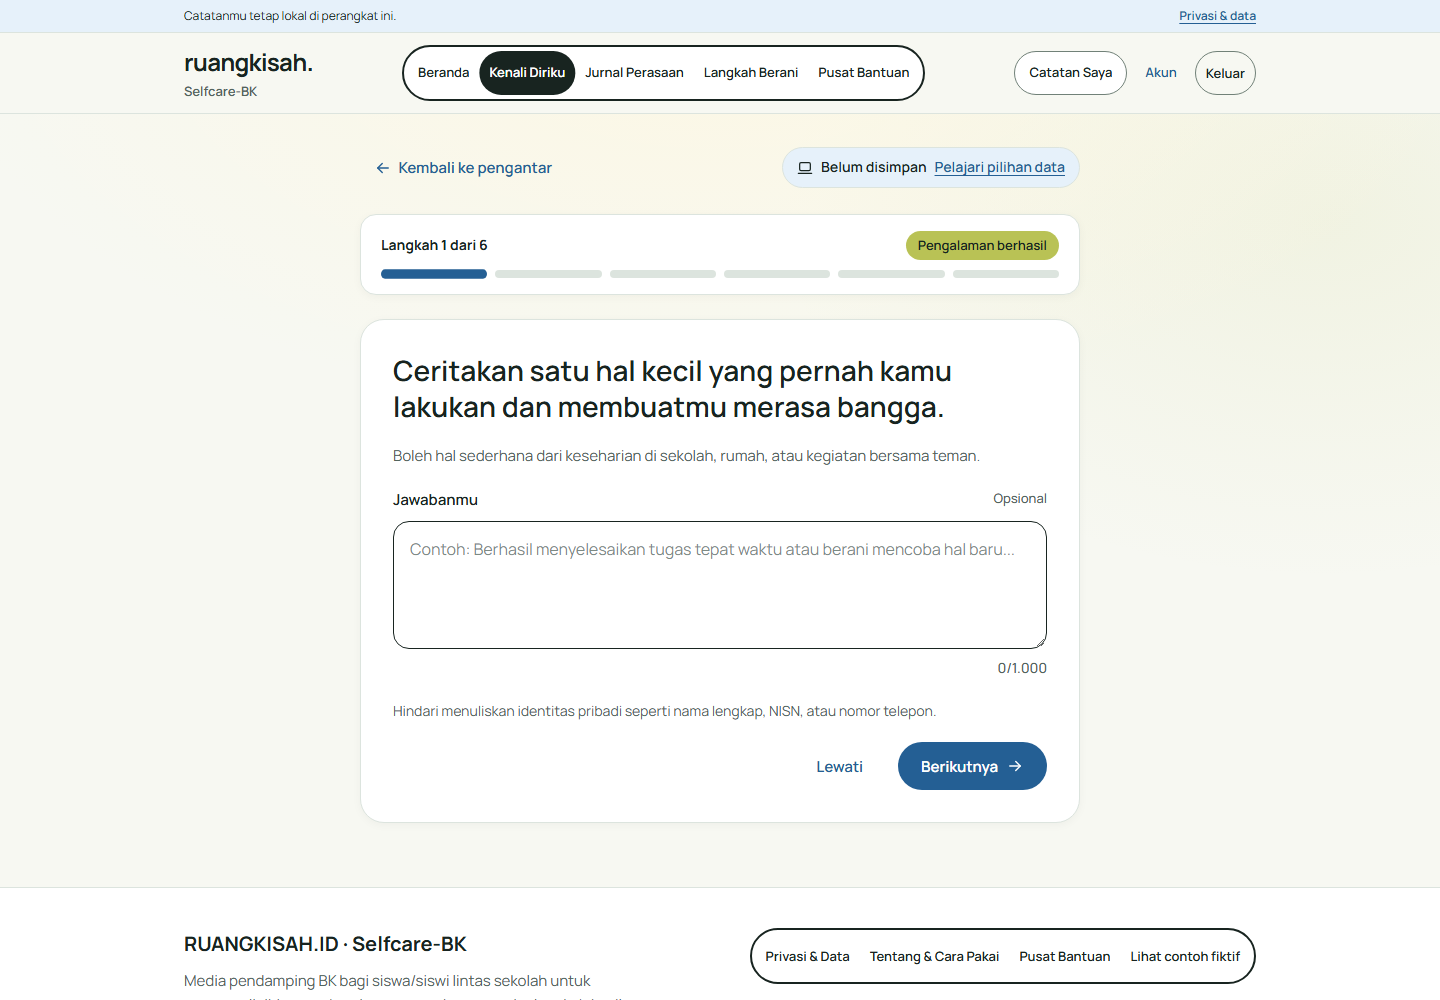 Catatanmu tetap lokal di perangkat ini.
Privasi & data
ruangkisah.
Selfcare-BK
Beranda
Kenali Diriku
Jurnal Perasaan
Langkah Berani
Pusat Bantuan
Catatan Saya
Akun
Keluar
Kembali ke pengantar
Belum disimpan
Pelajari pilihan data
Langkah 1 dari 6
Pengalaman berhasil
Ceritakan satu hal kecil yang pernah kamu
lakukan dan membuatmu merasa bangga.
Boleh hal sederhana dari keseharian di sekolah, rumah, atau kegiatan bersama teman.
Jawabanmu
Opsional
Contoh: Berhasil menyelesaikan tugas tepat waktu atau berani mencoba hal baru...
0/1.000
Hindari menuliskan identitas pribadi seperti nama lengkap, NISN, atau nomor telepon.
Lewati
Berikutnya
RUANGKISAH.ID · Selfcare-BK
Media pendamping BK bagi siswa/siswi lintas sekolah untuk
Privasi & Data
Tentang & Cara Pakai
Pusat Bantuan
Lihat contoh fiktif